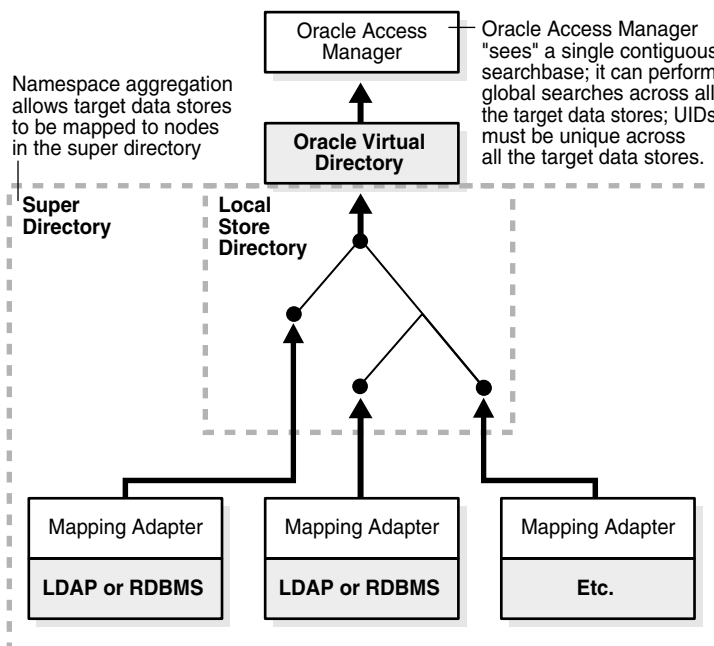 Oracle Access
Manager
Oracle Access Manager
"sees" a single contiguous
searchbase; it can perform
global searches across all
the target data stores; UIDs
must be unique across
all the target data stores.
Namespace aggregation
allows target data stores
to be mapped to nodes
in the super directory
Oracle Virtual
Directory
Super
Directory
Local
Store
Directory
Mapping Adapter
LDAP or RDBMS
Mapping Adapter
LDAP or RDBMS
Mapping Adapter
Etc.